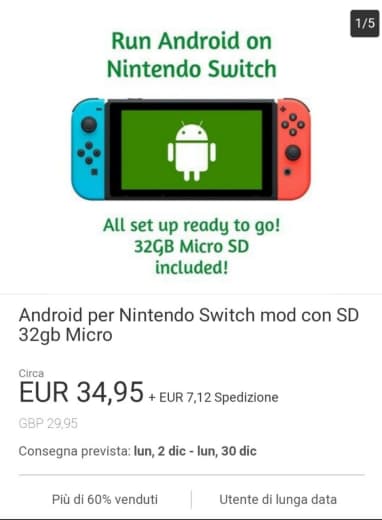 1/5
Run Android on
Nintendo Switch
All set up ready to go!
32GB Micro SD
included!
Android per Nintendo Switch mod con SD
32gb Micro
Circa
EUR 34,95 + EUR 7,12 Spedizione
GBP 29,95
Consegna prevista: lun, 2 dic - lun, 30 dic
Più di 60% venduti
Utente di lunga data